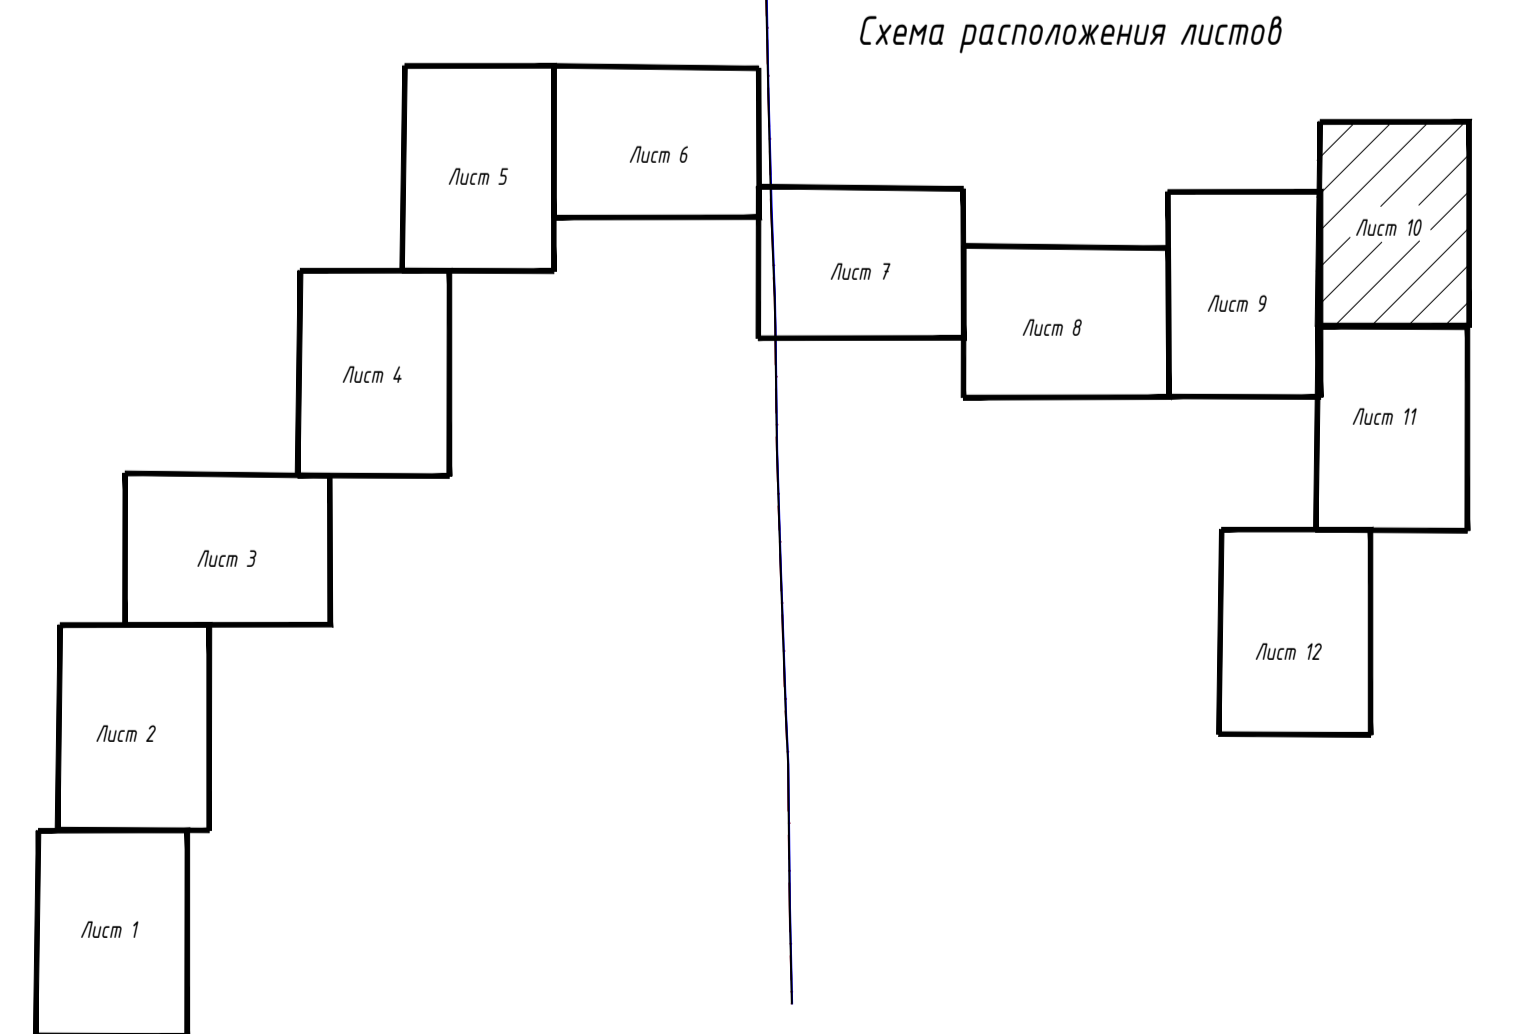 Схема расположения листов
Лист 1
Лист 2
Лист 3
Лист 4
Лист 5
Лист 6
Лист 7
Лист 8
Лист 9
Лист 10
Лист 11
Лист 12